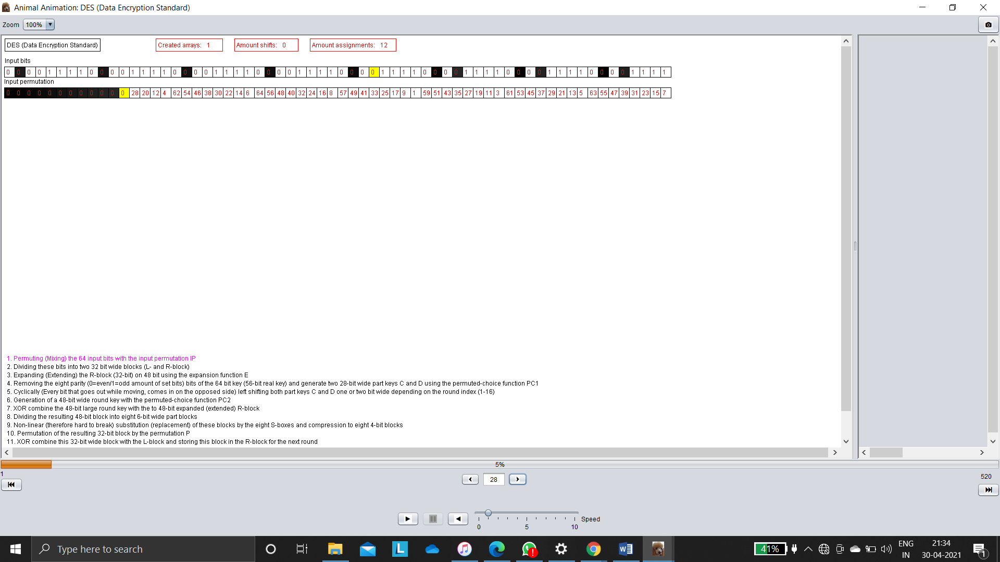 Animal Animation: DES (Data Encryption Standard)
Zoom 100%
DES (Data Encryption Standard) Created arrays: 1 Amount shifts: 0 Amount assignments: 12
Input bits
0 0 0 0 1 1 1 1 0 0 0 0 1 1 1 1 0 0 0 0 1 1 1 1 0 0 0 0 1 1 1 1 0 0 0 0 1 1 1 1 0 0 0 0 1 1 1 1 0 0 0 0 1 1 1 1 0 0 0 0 1 1 1 1
Input permutation
0 0 0 0 0 0 0 0 0 0 0 0 28 20 12 4 62 54 46 38 30 22 14 6 64 56 48 40 32 24 16 8 57 49 41 33 25 17 9 1 59 51 43 35 27 19 11 3 61 53 45 37 29 21 13 5 63 55 47 39 31 23 15 7
1. Permuting (Mixing) the 64 input bits with the input permutation IP
2. Dividing these bits into two 32 bit wide blocks (L- and R-block)
3. Expanding (Extending) the R-block (32-bit) on 48 bit using the expansion function E
4. Removing the eight parity (0=even/1=odd amount of set bits) bits of the 64 bit key (56-bit real key) and generate two 28-bit wide part keys C and D using the permuted-choice function PC1
5. Cyclically (Every bit that goes out while moving, comes in on the opposed side) left shifting both part keys C and D one or two bit wide depending on the round index (1-16)
6. Generation of a 48-bit wide round key with the permuted-choice function PC2
7. XOR combine the 48-bit large round key with the to 48-bit expanded (extended) R-block
8. Dividing the resulting 48-bit block into eight 6-bit wide part blocks
9. Non-linear (therefore hard to break) substitution (replacement) of these blocks by the eight S-boxes and compression to eight 4-bit blocks
10. Permutation of the resulting 32-bit block by the permutation P
11. XOR combine this 32-bit wide block with the L-block and storing this block in the R-block for the next round
5%
1 520
28
Speed
0 5 10
Type here to search
41% ENG 21:34
IN 30-04-2021 1